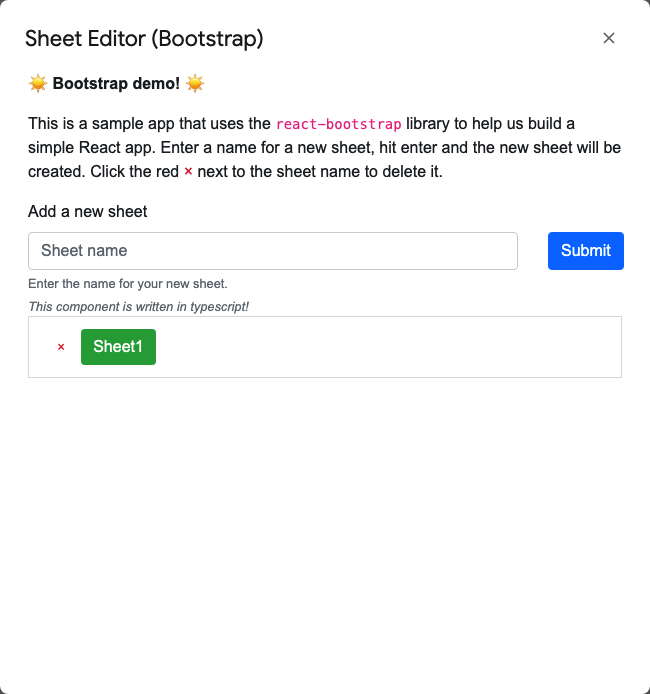 Sheet Editor (Bootstrap) ×
☀️ Bootstrap demo! ☀️
This is a sample app that uses the react-bootstrap library to help us build a
simple React app. Enter a name for a new sheet, hit enter and the new sheet will be
created. Click the red × next to the sheet name to delete it.
Add a new sheet
Sheet name Submit
Enter the name for your new sheet.
This component is written in typescript!
× Sheet1